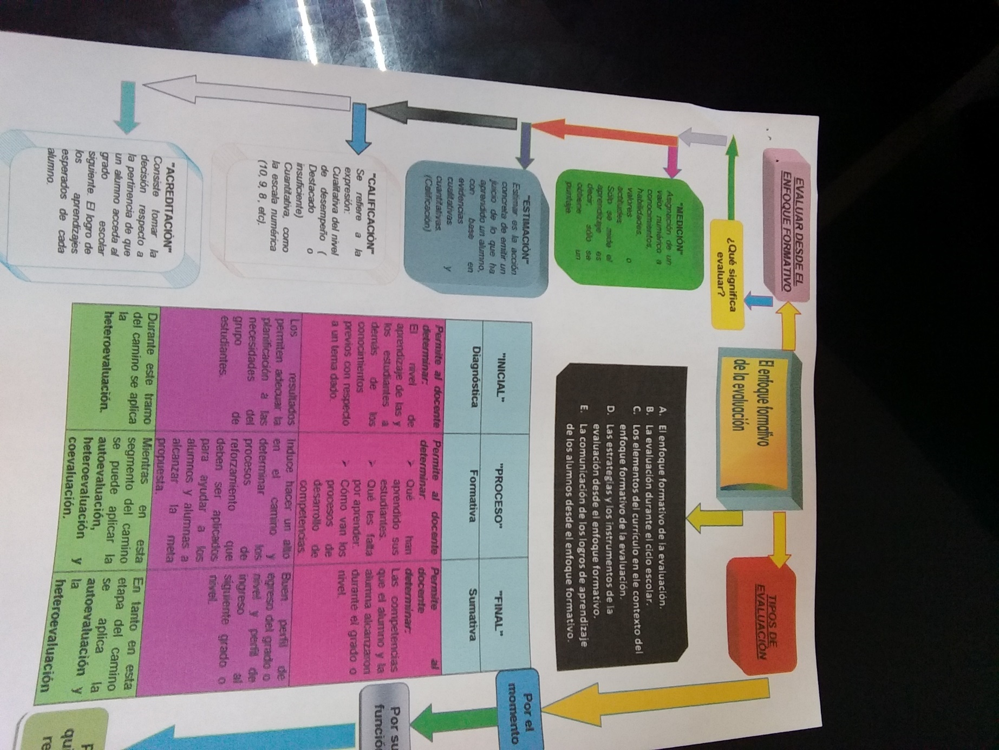 El enfoque formativo
de la evaluación
EVALUAR DESDE EL
ENFOQUE FORMATIVO
TIPOS DE
EVALUACIÓN
¿Qué significa
evaluar?
A. El enfoque formativo de la evaluación.
B. La evaluación durante el ciclo escolar.
C. Los elementos del currículo en ele contexto del
enfoque formativo de la evaluación.
D. Las estrategias y los instrumentos de la
evaluación desde el enfoque formativo.
E. La comunicación de los logros de aprendizaje
de los alumnos desde el enfoque formativo.
"MEDICIÓN"
Asignación de un
valor numérico a
conocimientos,
habilidades,
valores o
actitudes.
Solo se mide el
aprendizaje es
decir, sólo se
obtiene un
puntaje.
"ESTIMACIÓN"
Estimar es la acción
concreta de emitir un
juicio de lo que ha
aprendido un alumno,
con base en
evidencias
cualitativas y
cuantitativas.
(Calificación)
"CALIFICACIÓN"
Se refiere a la
expresión:
Cualitativa del nivel
de desempeño (
Destacado o
insuficiente)
Cuantitativa, como
la escala numérica
(10, 9, 8, etc).
"ACREDITACIÓN"
Consiste tomar la
decisión respecto a
la pertinencia de que
un alumno acceda al
grado escolar
siguiente. El logro de
los aprendizajes
esperados de cada
alumno.
"INICIAL"
"PROCESO"
"FINAL"
Diagnóstica
Formativa
Sumativa
Permite al docente
determinar:
El nivel de
aprendizaje de las y
los estudiantes a
demás de los
conocimientos
previos con respecto
a un tema dado.
Permite al docente
determinar:
➢ Qué han
aprendido sus
estudiantes.
➢ Qué les falta
por aprender.
➢ Como van los
procesos de
desarrollo de
competencias.
Permite al
docente
determinar:
Las competencias
que el alumno y la
alumna alcanzaron
durante el grado o
nivel.
Los resultados
permiten adecuar la
planificación a las
necesidades del
grupo de
estudiantes.
Induce hacer un alto
en el camino y
determinar los
procesos de
reforzamiento que
deben ser aplicados
para ayudar a los
alumnos y alumnas a
alcanzar la meta
propuesta.
Buen perfil de
egreso del grado o
nivel y perfil de
ingreso al
siguiente grado o
nivel.
Durante este tramo
del camino se aplica
la
heteroevaluación.
Mientras en esta
segmento del camino
se puede aplicar la
autoevaluación,
heteroevaluación y
coevaluación.
En tanto en esta
etapa del camino
se aplica la
autoevaluación y
la
heteroevaluación
Por el
momento
Por su
funció
qui
re